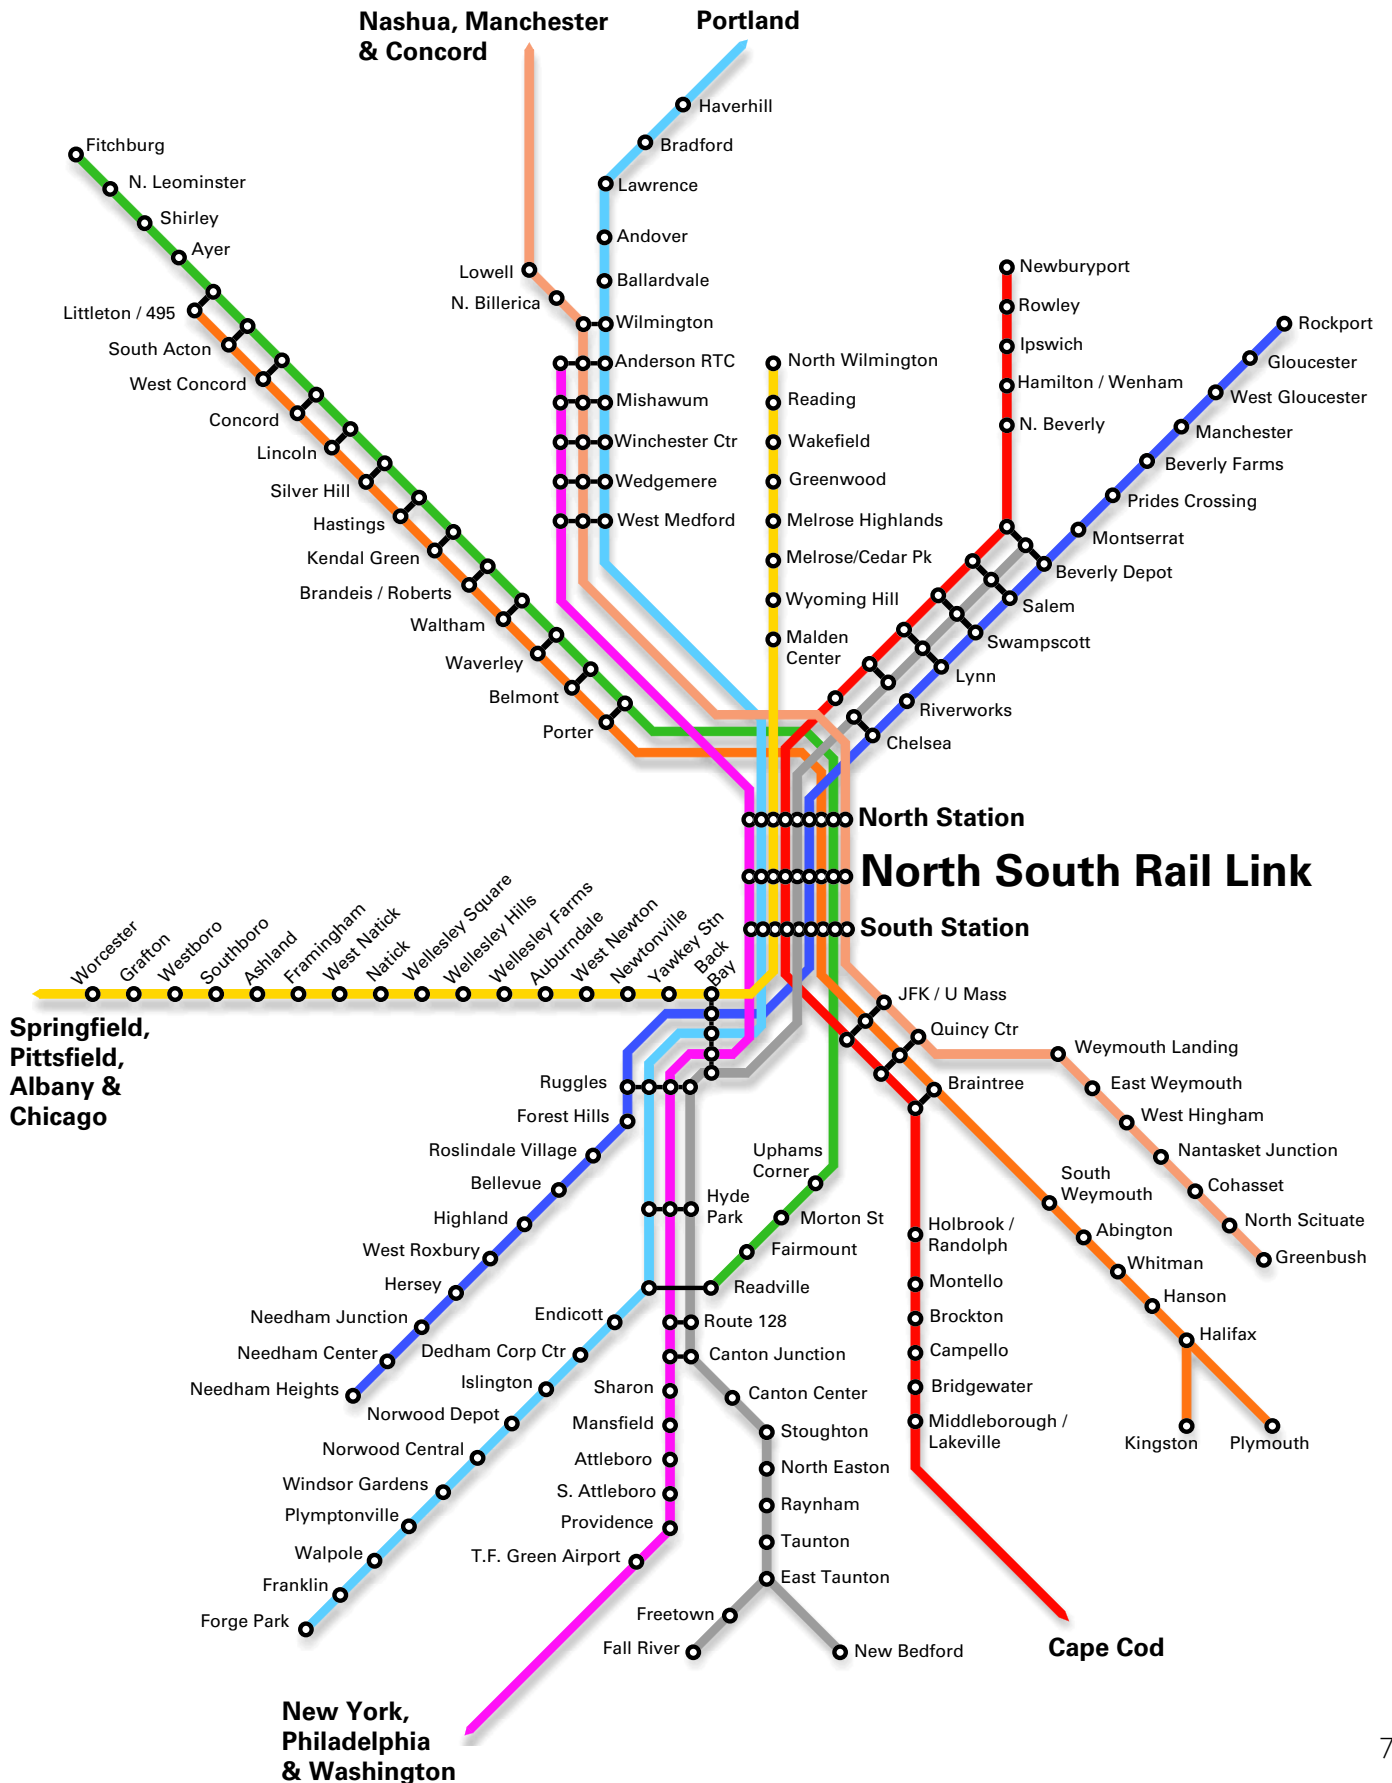 Nashua, Manchester
& Concord
Portland
Haverhill
Bradford
Lawrence
Andover
Ballardvale
Wilmington
Anderson RTC
Mishawum
Winchester Ctr
Wedgemere
West Medford
Lowell
N. Billerica
Fitchburg
N. Leominster
Shirley
Ayer
Littleton / 495
South Acton
West Concord
Concord
Lincoln
Silver Hill
Hastings
Kendal Green
Brandeis / Roberts
Waltham
Waverley
Belmont
Porter
North Wilmington
Reading
Wakefield
Greenwood
Melrose Highlands
Melrose/Cedar Pk
Wyoming Hill
Malden
Center
Newburyport
Rowley
Ipswich
Hamilton / Wenham
N. Beverly
Rockport
Gloucester
West Gloucester
Manchester
Beverly Farms
Prides Crossing
Montserrat
Beverly Depot
Salem
Swampscott
Lynn
Riverworks
Chelsea
North Station
North South Rail Link
South Station
Worcester
Grafton
Westboro
Southboro
Ashland
Framingham
West Natick
Natick
Wellesley Square
Wellesley Hills
Wellesley Farms
Auburndale
West Newton
Newtonville
Yawkey Stn
Back
Bay
Springfield,
Pittsfield,
Albany &
Chicago
Ruggles
Forest Hills
Roslindale Village
Bellevue
Highland
West Roxbury
Hersey
Needham Junction
Needham Center
Needham Heights
Hyde
Park
Uphams
Corner
Morton St
Fairmount
Readville
Endicott
Dedham Corp Ctr
Islington
Norwood Depot
Norwood Central
Windsor Gardens
Plymptonville
Walpole
Franklin
Forge Park
Route 128
Canton Junction
Sharon
Mansfield
Attleboro
S. Attleboro
Providence
T.F. Green Airport
New York,
Philadelphia
& Washington
Canton Center
Stoughton
North Easton
Raynham
Taunton
East Taunton
Freetown
Fall River
New Bedford
JFK / U Mass
Quincy Ctr
Braintree
Weymouth Landing
East Weymouth
West Hingham
Nantasket Junction
Cohasset
North Scituate
Greenbush
South
Weymouth
Abington
Whitman
Hanson
Halifax
Kingston
Plymouth
Holbrook /
Randolph
Montello
Brockton
Campello
Bridgewater
Middleborough /
Lakeville
Cape Cod
7